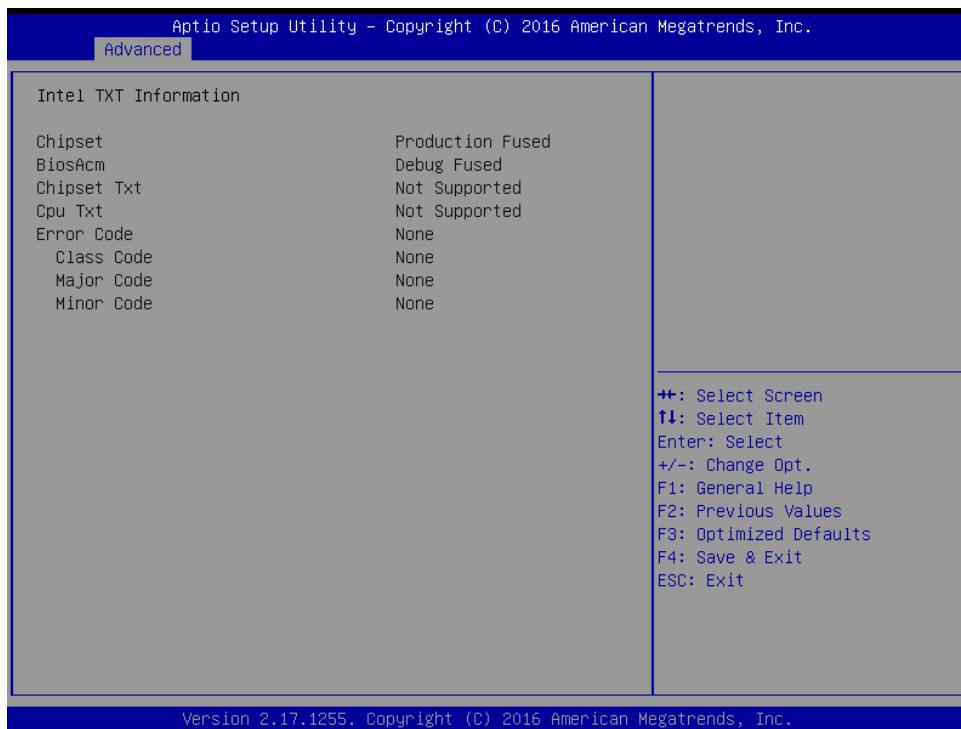 Aptio Setup Utility – Copyright (C) 2016 American Megatrends, Inc.
Advanced
Intel TXT Information
Chipset Production Fused
BiosAcm Debug Fused
Chipset Txt Not Supported
Cpu Txt Not Supported
Error Code None
Class Code None
Major Code None
Minor Code None
→←: Select Screen
↑↓: Select Item
Enter: Select
+/-: Change Opt.
F1: General Help
F2: Previous Values
F3: Optimized Defaults
F4: Save & Exit
ESC: Exit
Version 2.17.1255. Copyright (C) 2016 American Megatrends, Inc.